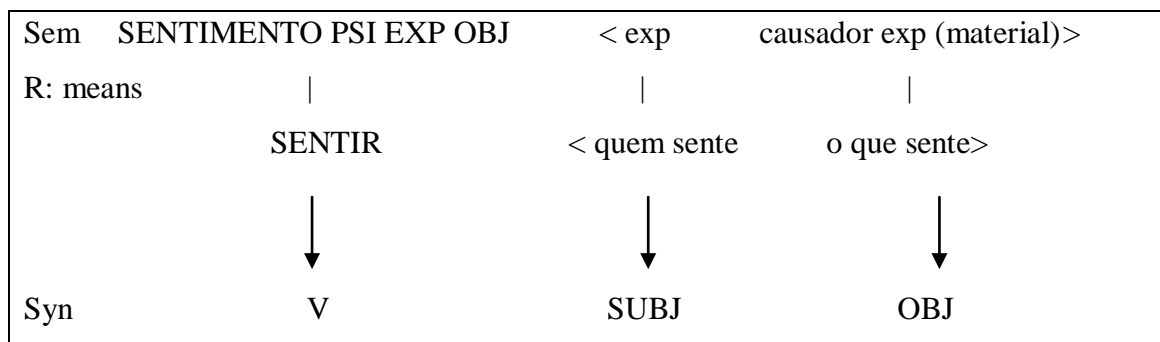 Sem SENTIMENTO PSI EXP OBJ < exp causador exp (material)>
R: means | | |
SENTIR < quem sente o que sente>
Syn V SUBJ OBJ